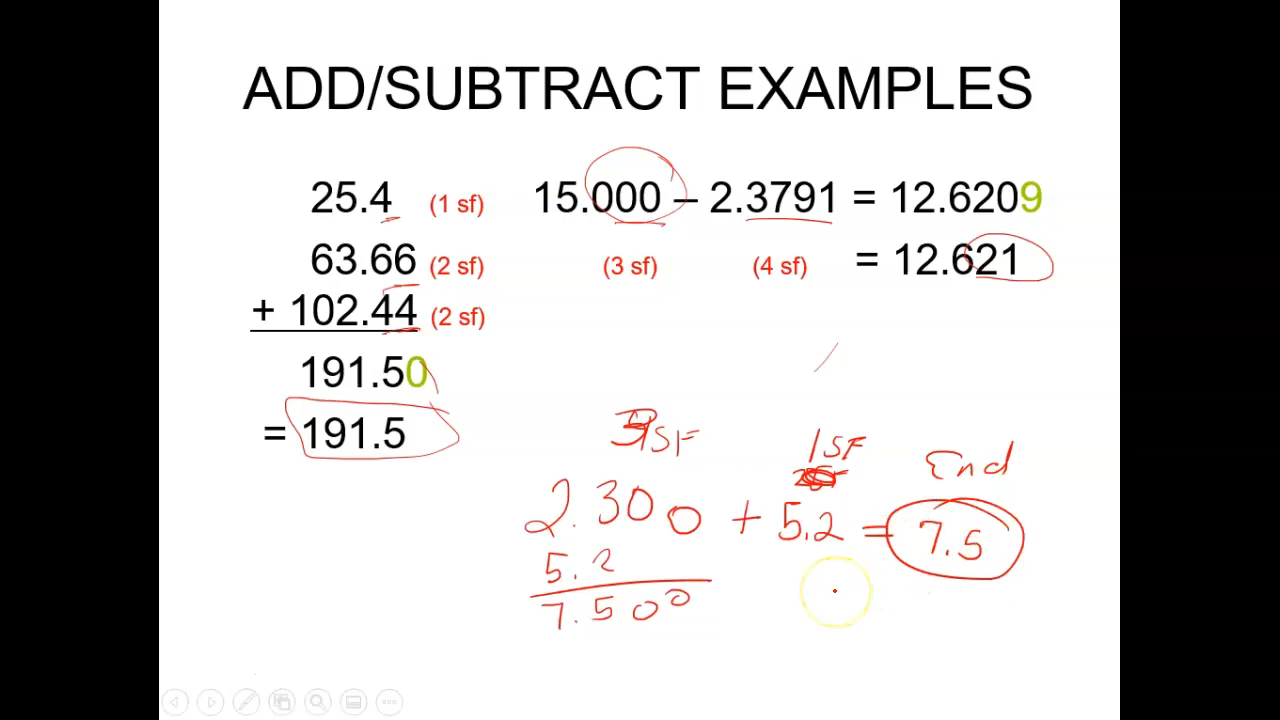 ADD/SUBTRACT EXAMPLES
25.4 (1 sf)
63.66 (2 sf)
+ 102.44 (2 sf)
191.50
= 191.5
15.000 – 2.3791 = 12.6209
(3 sf) (4 sf) = 12.621
SF 1SF End
2.300 + 5.2 = 7.5
5.2
7.500